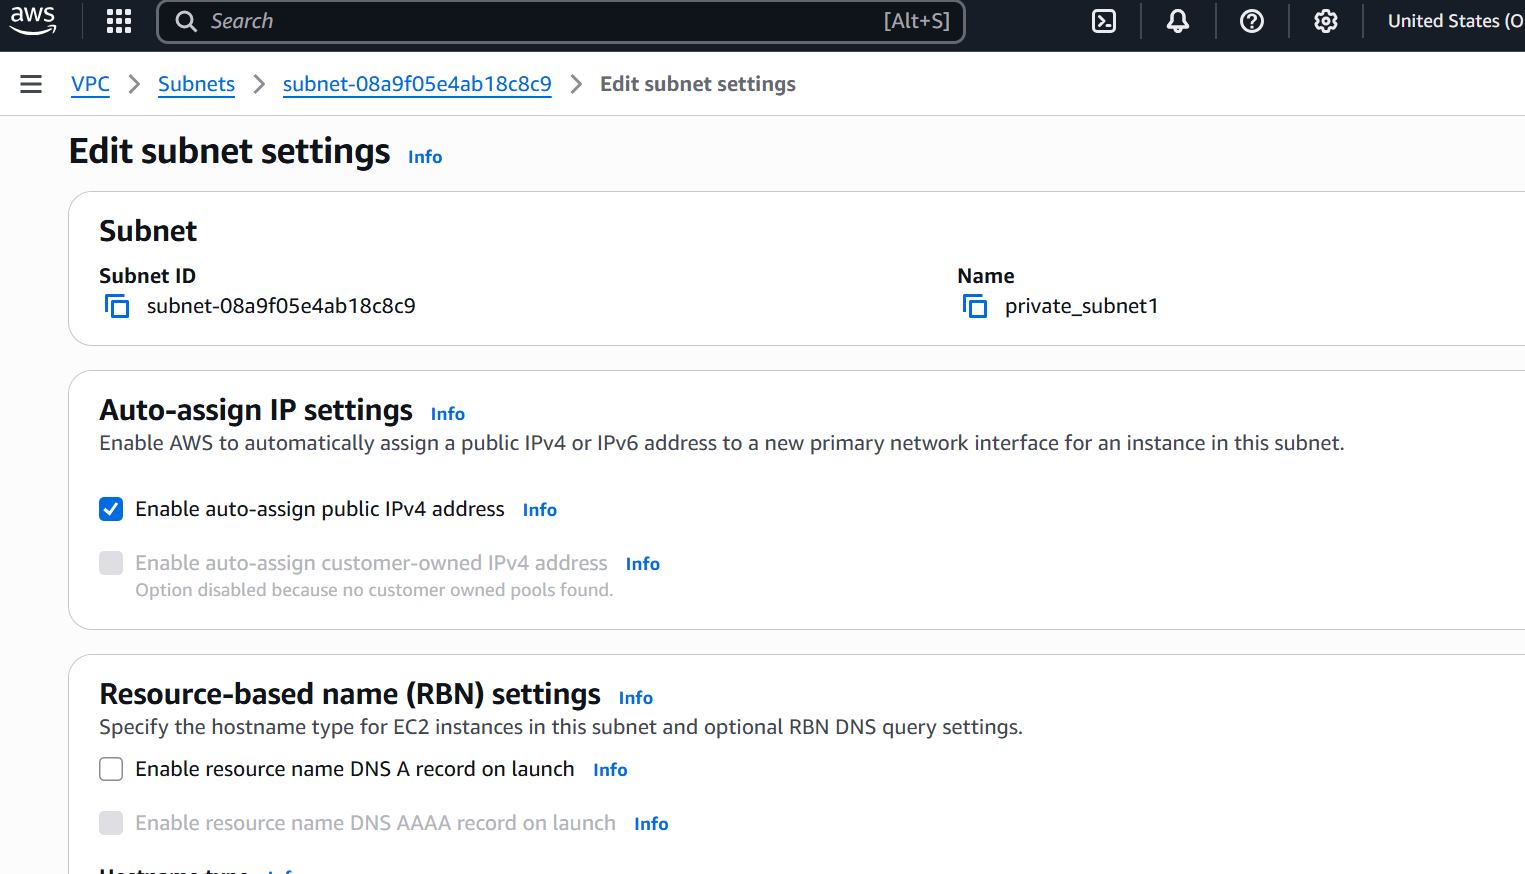 aws Search [Alt+S] United States (O
VPC > Subnets > subnet-08a9f05e4ab18c8c9 > Edit subnet settings
Edit subnet settings Info
Subnet
Subnet ID Name
subnet-08a9f05e4ab18c8c9 private_subnet1
Auto-assign IP settings Info
Enable AWS to automatically assign a public IPv4 or IPv6 address to a new primary network interface for an instance in this subnet.
Enable auto-assign public IPv4 address Info
Enable auto-assign customer-owned IPv4 address Info
Option disabled because no customer owned pools found.
Resource-based name (RBN) settings Info
Specify the hostname type for EC2 instances in this subnet and optional RBN DNS query settings.
Enable resource name DNS A record on launch Info
Enable resource name DNS AAAA record on launch Info
Hostname type Info